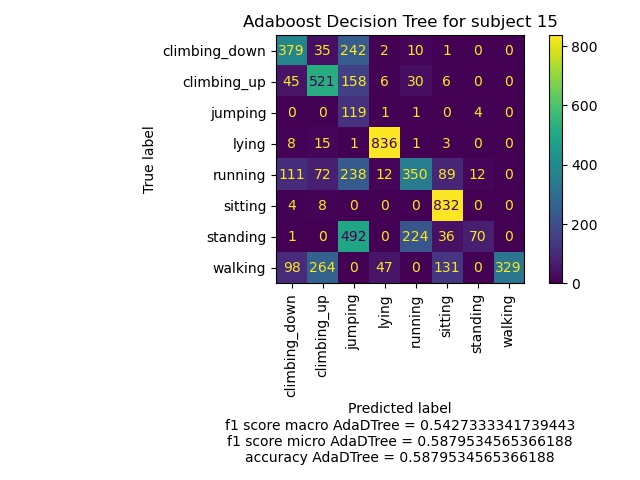 Adaboost Decision Tree for subject 15
climbing_down 379 35 242 2 10 1 0 0
climbing_up 45 521 158 6 30 6 0 0
jumping 0 0 119 1 1 0 4 0
lying 8 15 1 836 1 3 0 0
running 111 72 238 12 350 89 12 0
sitting 4 8 0 0 0 832 0 0
standing 1 0 492 0 224 36 70 0
walking 98 264 0 47 0 131 0 329
True label
climbing_down climbing_up jumping lying running sitting standing walking
Predicted label
f1 score macro AdaDTree = 0.5427333341739443
f1 score micro AdaDTree = 0.5879534565366188
accuracy AdaDTree = 0.5879534565366188
800
600
400
200
0